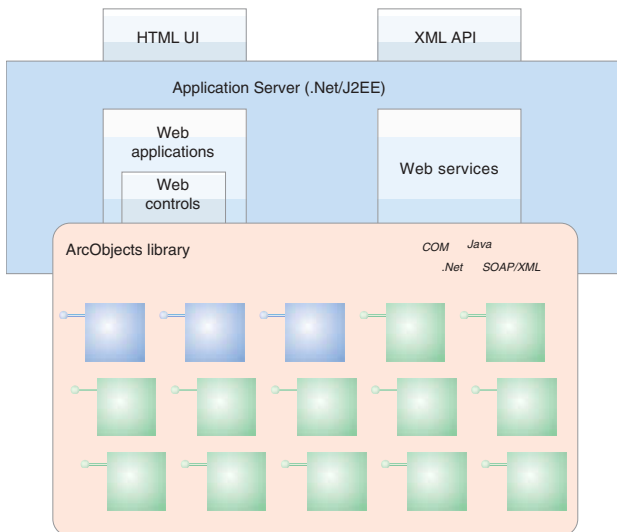 HTML UI
XML API
Application Server (.Net/J2EE)
Web
applications
Web services
Web
controls
ArcObjects library
COM
Java
.Net
SOAP/XML